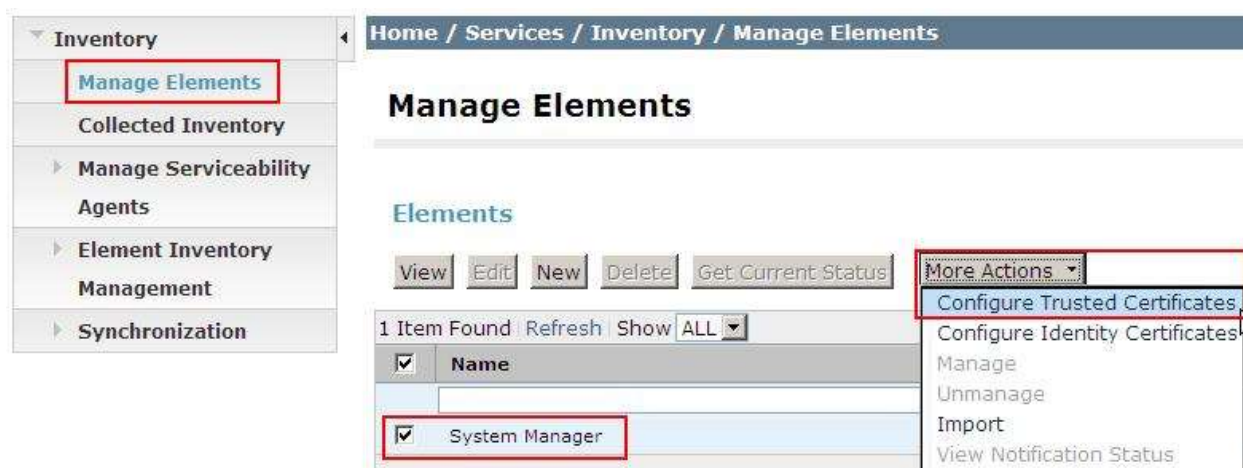 Inventory
Manage Elements
Collected Inventory
Manage Serviceability
Agents
Element Inventory
Management
Synchronization
Home / Services / Inventory / Manage Elements
Manage Elements
Elements
View Edit New Delete Get Current Status More Actions
1 Item Found Refresh Show ALL
Name
System Manager
Configure Trusted Certificates
Configure Identity Certificates
Manage
Unmanage
Import
View Notification Status